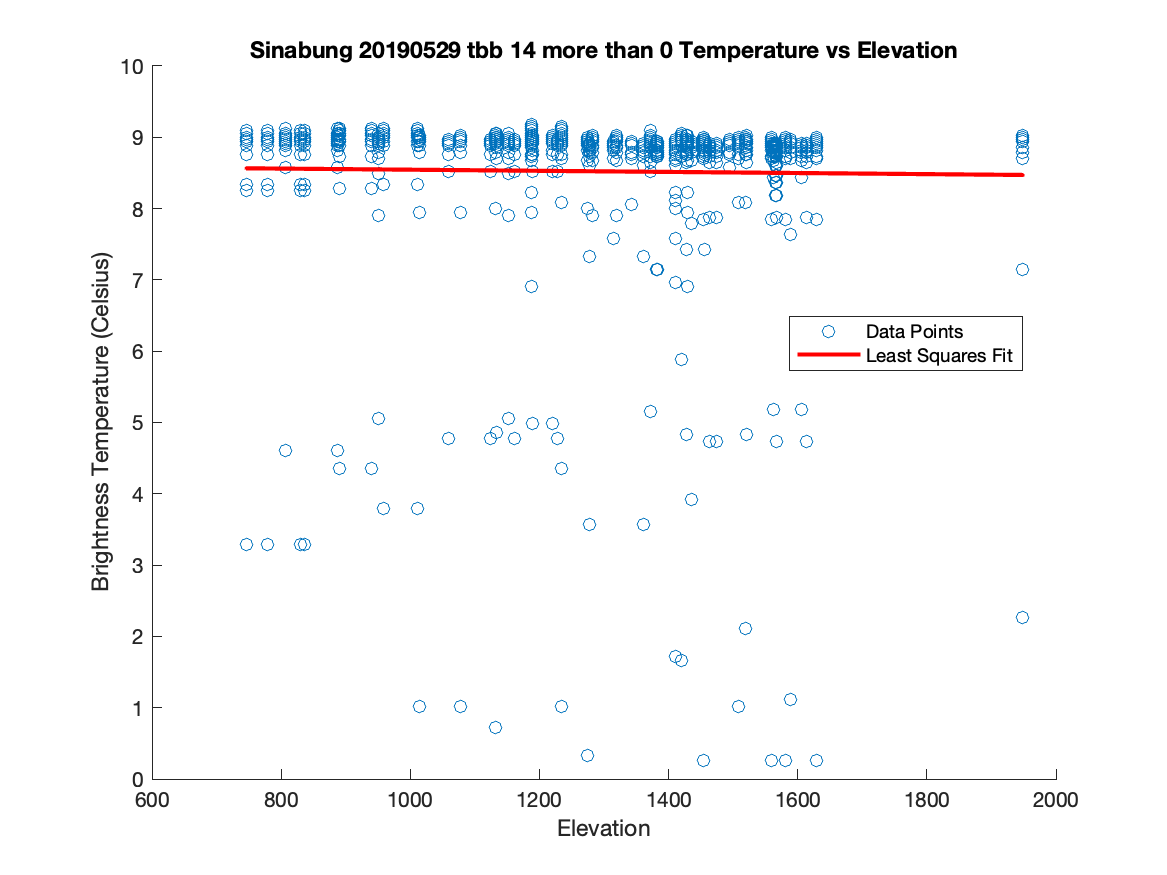 Sinabung 20190529 tbb 14 more than 0 Temperature vs Elevation
10
9
8
7
6
5
4
3
2
1
0
Brightness Temperature (Celsius)
Data Points
Least Squares Fit
600 800 1000 1200 1400 1600 1800 2000
Elevation